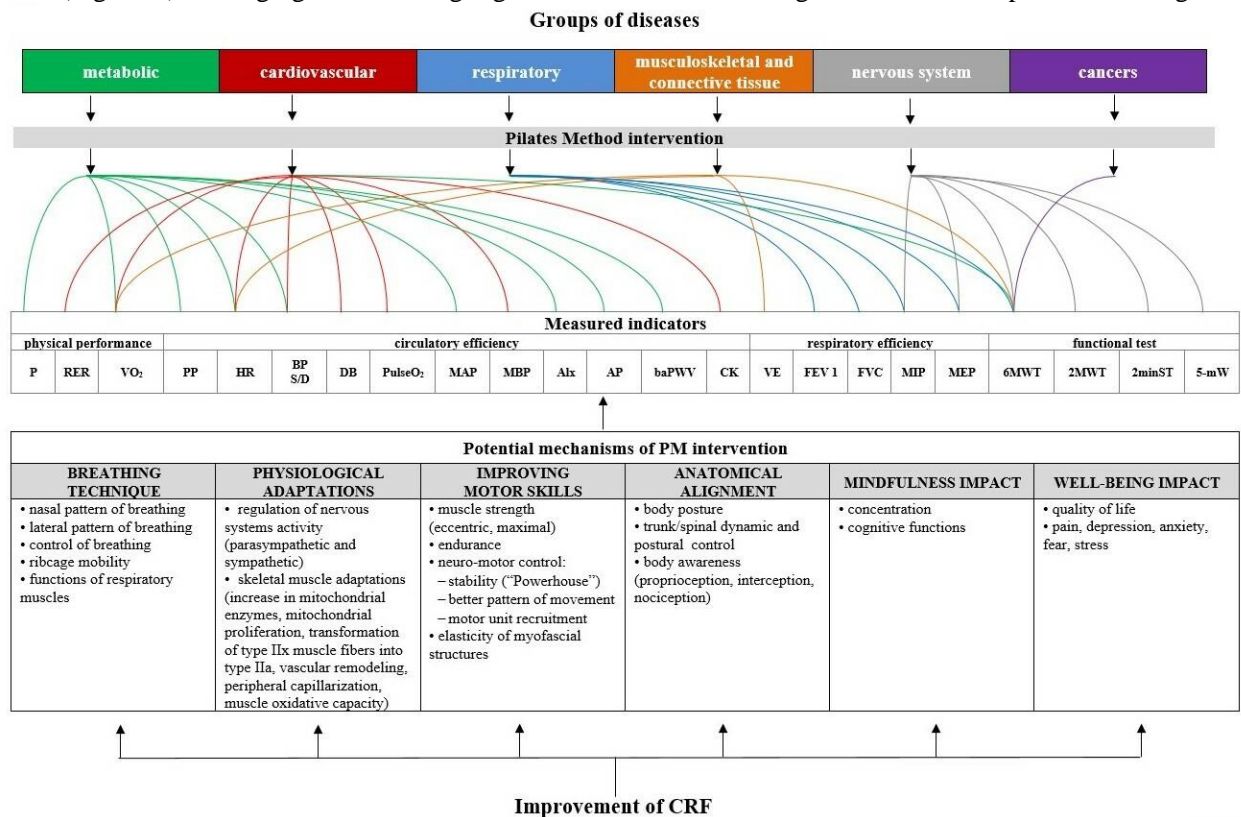 Groups of diseases
metabolic
cardiovascular
respiratory
musculoskeletal and
connective tissue
nervous system
cancers
Pilates Method intervention
Measured indicators
physical performance
circulatory efficiency
respiratory efficiency
functional test
P
RER
VO₂
PP
HR
BP
S/D
DB
PulseO₂
MAP
MBP
Alx
AP
baPWV
CK
VE
FEV 1
FVC
MIP
MEP
6MWT
2MWT
2minST
5-mW
Potential mechanisms of PM intervention
BREATHING
TECHNIQUE
• nasal pattern of breathing
• lateral pattern of breathing
• control of breathing
• ribcage mobility
• functions of respiratory
muscles
PHYSIOLOGICAL
ADAPTATIONS
• regulation of nervous
systems activity
(parasympathetic and
sympathetic)
• skeletal muscle adaptations
(increase in mitochondrial
enzymes, mitochondrial
proliferation, transformation
of type IIx muscle fibers into
type IIa, vascular remodeling,
peripheral capillarization,
muscle oxidative capacity)
IMPROVING
MOTOR SKILLS
• muscle strength
(eccentric, maximal)
• endurance
• neuro-motor control:
– stability (“Powerhouse”)
– better pattern of movement
– motor unit recruitment
• elasticity of myofascial
structures
ANATOMICAL
ALIGNMENT
• body posture
• trunk/spinal dynamic and
postural control
• body awareness
(proprioception, interception,
nociception)
MINDFULNESS IMPACT
• concentration
• cognitive functions
WELL-BEING IMPACT
• quality of life
• pain, depression, anxiety,
fear, stress
Improvement of CRF